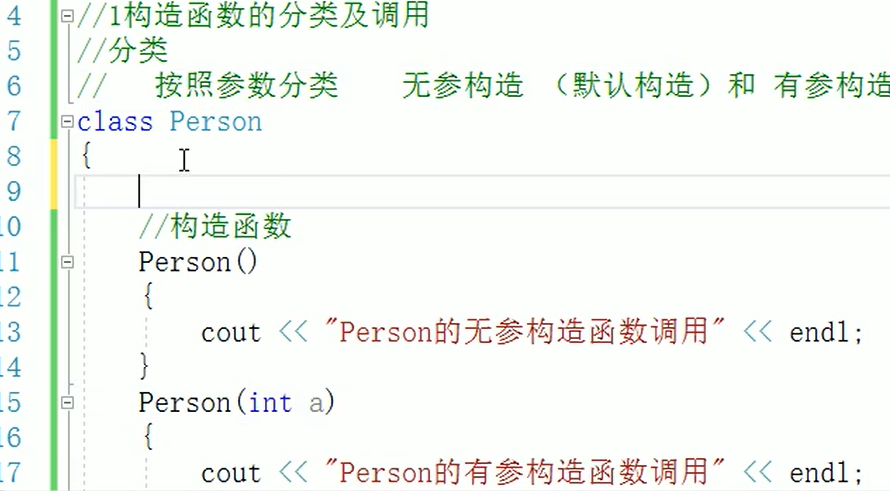 4 //1构造函数的分类及调用
5 //分类
6 // 按照参数分类 无参构造 （默认构造）和 有参构造
7 class Person
8 {
9
10 //构造函数
11 Person()
12 {
13 cout << "Person的无参构造函数调用" << endl;
14 }
15 Person(int a)
16 {
17 cout << "Person的有参构造函数调用" << endl;